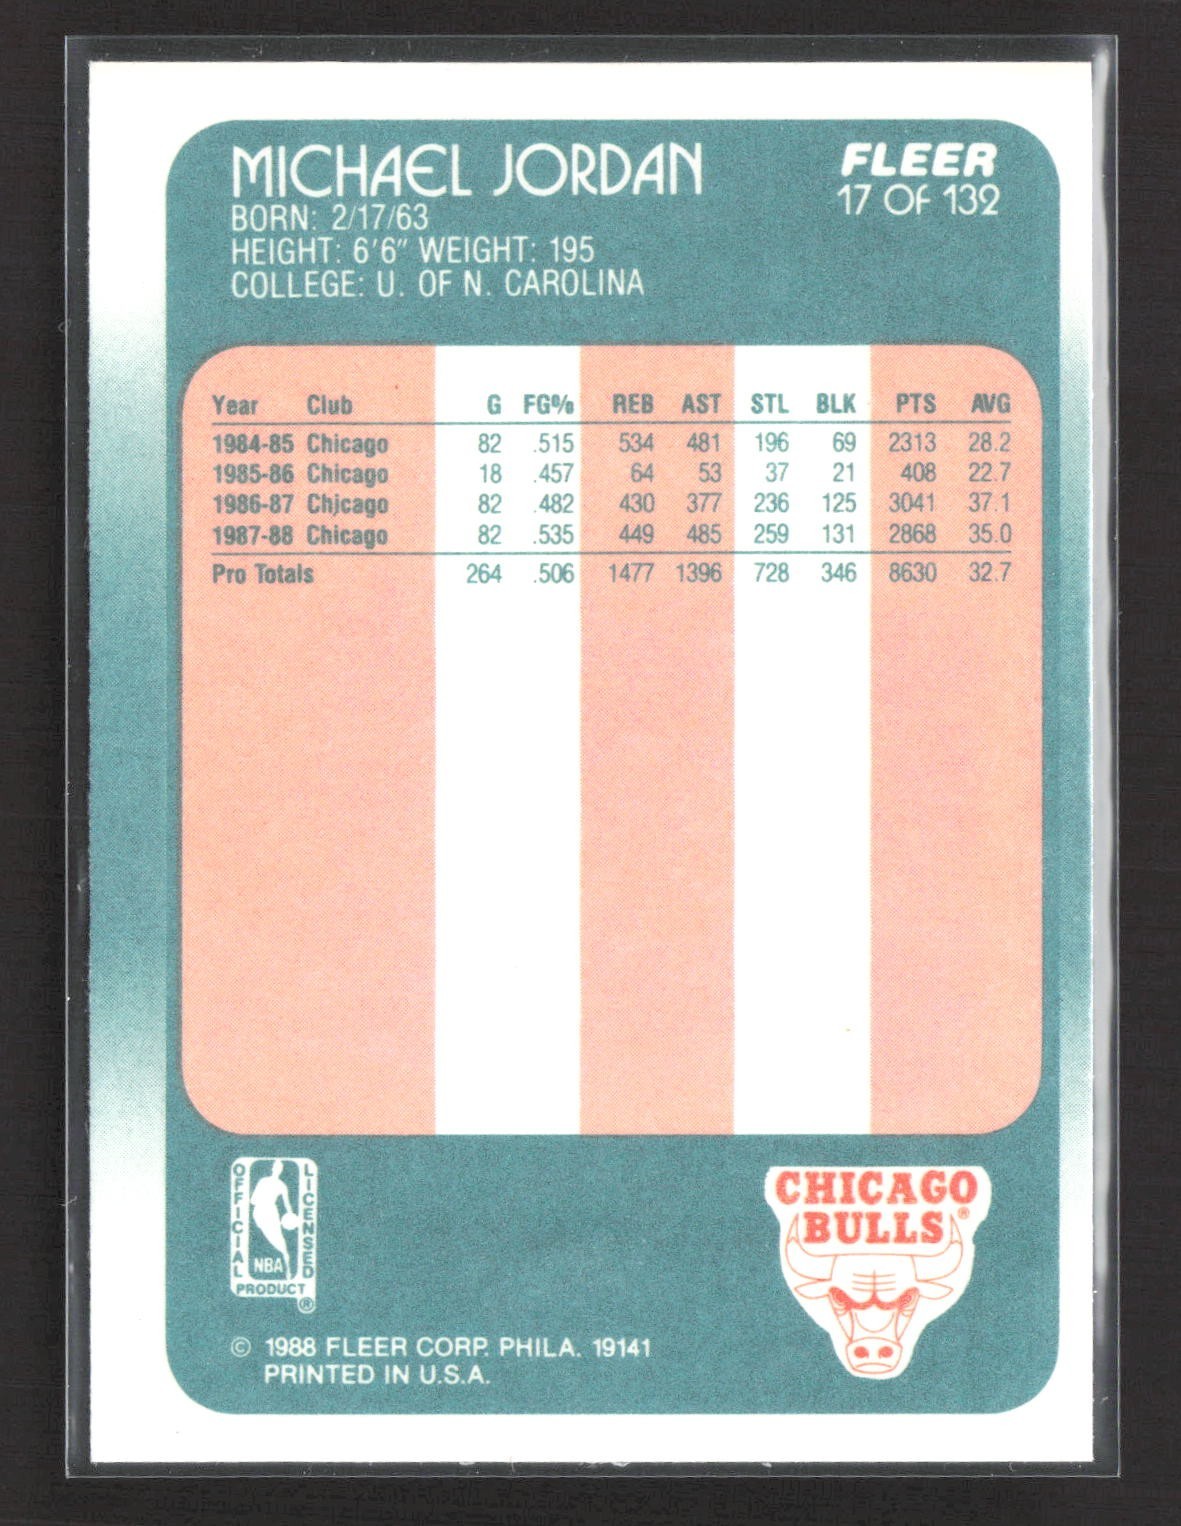 MICHAEL JORDAN
FLEER
17 OF 132
BORN: 2/17/63
HEIGHT: 6'6" WEIGHT: 195
COLLEGE: U. OF N. CAROLINA
Year Club G FG% REB AST STL BLK PTS AVG
1984-85 Chicago 82 .515 534 481 196 69 2313 28.2
1985-86 Chicago 18 .457 64 53 37 21 408 22.7
1986-87 Chicago 82 .482 430 377 236 125 3041 37.1
1987-88 Chicago 82 .535 449 485 259 131 2868 35.0
Pro Totals 264 .506 1477 1396 728 346 8630 32.7
OFFICIAL LICENSED
NBA
PRODUCT
®
CHICAGO
BULLS®
© 1988 FLEER CORP. PHILA. 19141
PRINTED IN U.S.A.